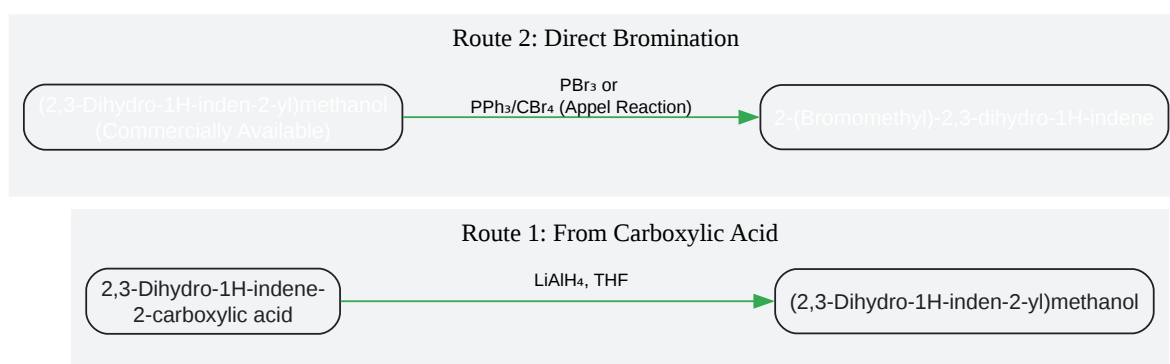 Route 2: Direct Bromination
(2,3-Dihydro-1H-inden-2-yl)methanol
(Commercially Available)
PBr₃ or
PPh₃/CBr₄ (Appel Reaction)
2-(Bromomethyl)-2,3-dihydro-1H-indene
Route 1: From Carboxylic Acid
2,3-Dihydro-1H-indene-
2-carboxylic acid
LiAlH₄, THF
(2,3-Dihydro-1H-inden-2-yl)methanol